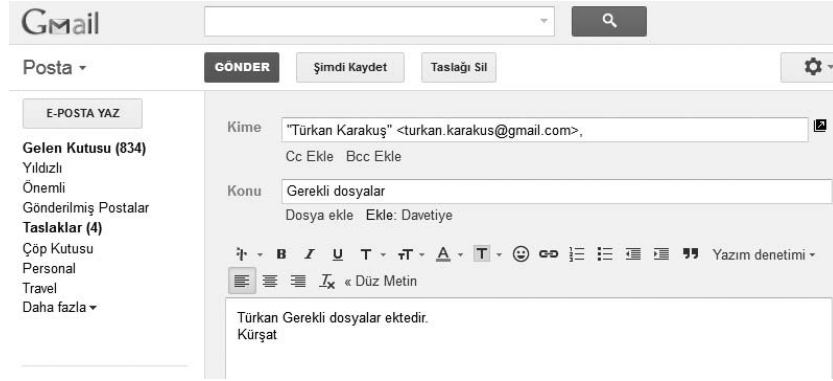 Gmail
Posta
GÖNDER Şimdi Kaydet Taslağı Sil
E-POSTA YAZ
Gelen Kutusu (834)
Yıldızlı
Önemli
Gönderilmiş Postalar
Taslaklar (4)
Çöp Kutusu
Personal
Travel
Daha fazla
Kime "Türkan Karakuş" <turkan.karakus@gmail.com>,
Cc Ekle Bcc Ekle
Konu Gerekli dosyalar
Dosya ekle Ekle: Davetiye
B I U T TT A T Yazım denetimi
Tx « Düz Metin
Türkan Gerekli dosyalar ektedir.
Kürşat